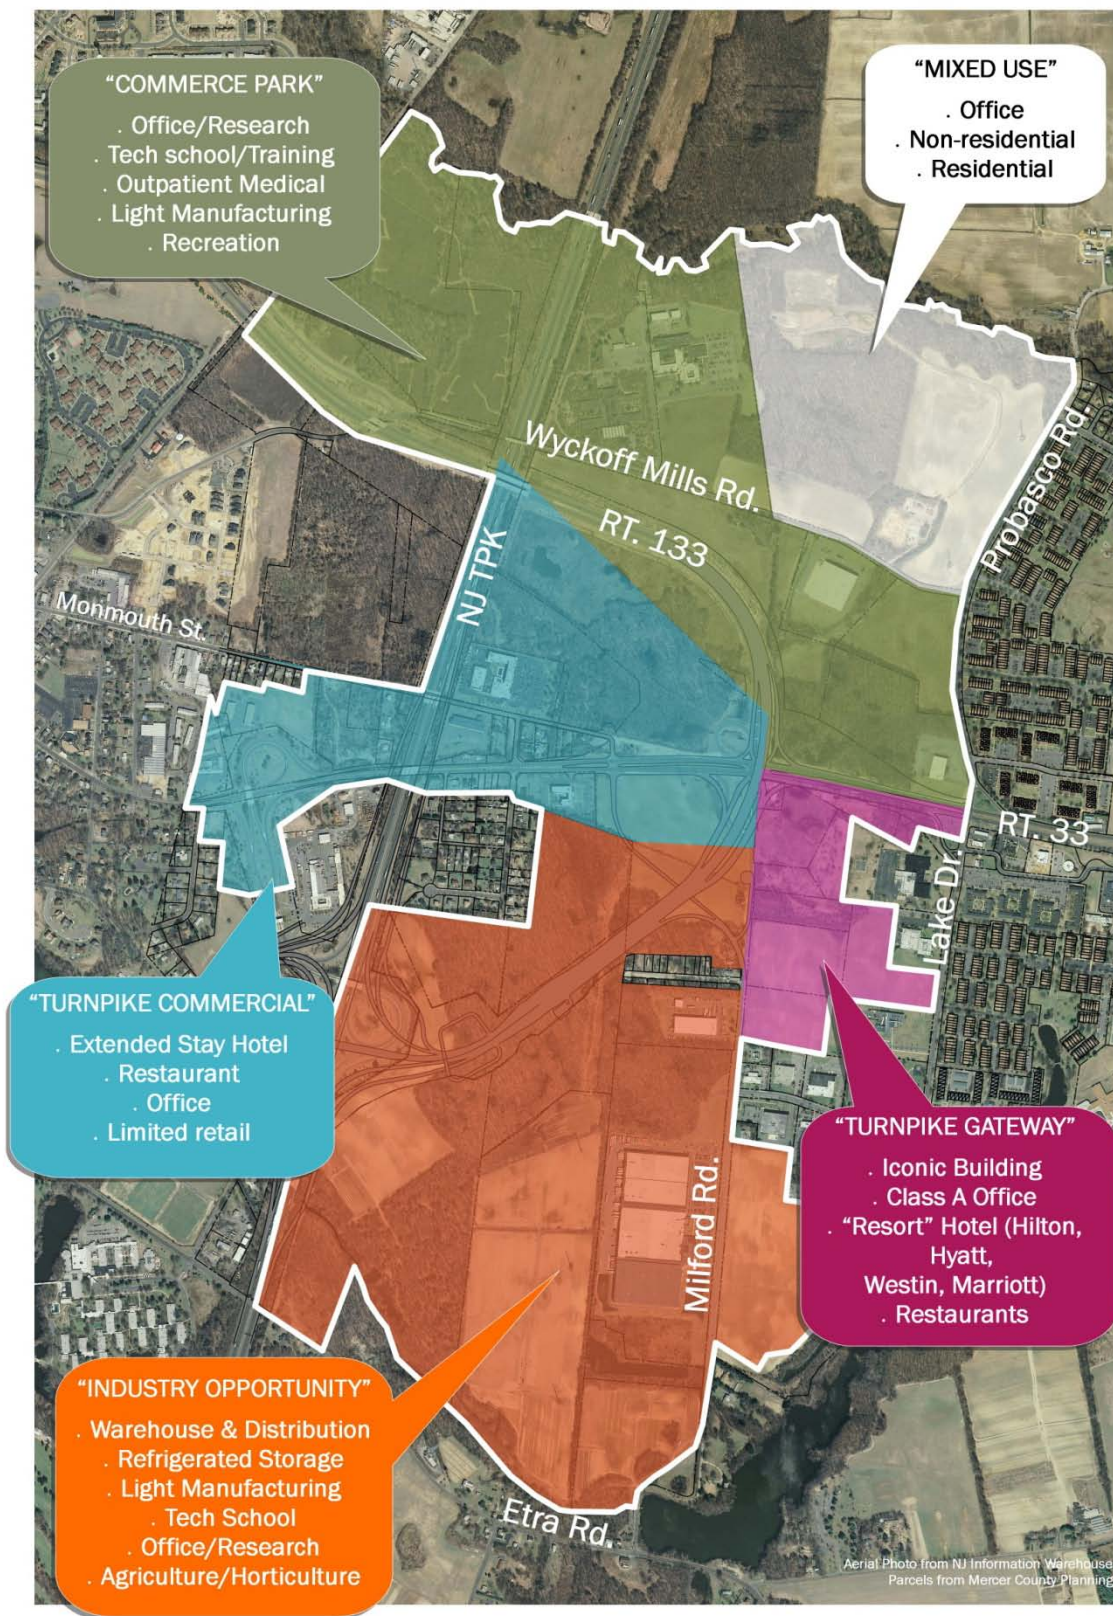 “COMMERCE PARK”
. Office/Research
. Tech school/Training
. Outpatient Medical
. Light Manufacturing
. Recreation
“MIXED USE”
. Office
. Non-residential
. Residential
Wyckoff Mills Rd.
RT. 133
Probasco Rd.
NJ TPK
Monmouth St.
RT. 33
Lake Dr.
“TURNPIKE COMMERCIAL”
. Extended Stay Hotel
. Restaurant
. Office
. Limited retail
“TURNPIKE GATEWAY”
. Iconic Building
. Class A Office
. “Resort” Hotel (Hilton,
Hyatt,
Westin, Marriott)
. Restaurants
Milford Rd.
“INDUSTRY OPPORTUNITY”
. Warehouse & Distribution
. Refrigerated Storage
. Light Manufacturing
. Tech School
. Office/Research
. Agriculture/Horticulture
Etra Rd.
Aerial Photo from NJ Information Warehouse
Parcels from Mercer County Planning